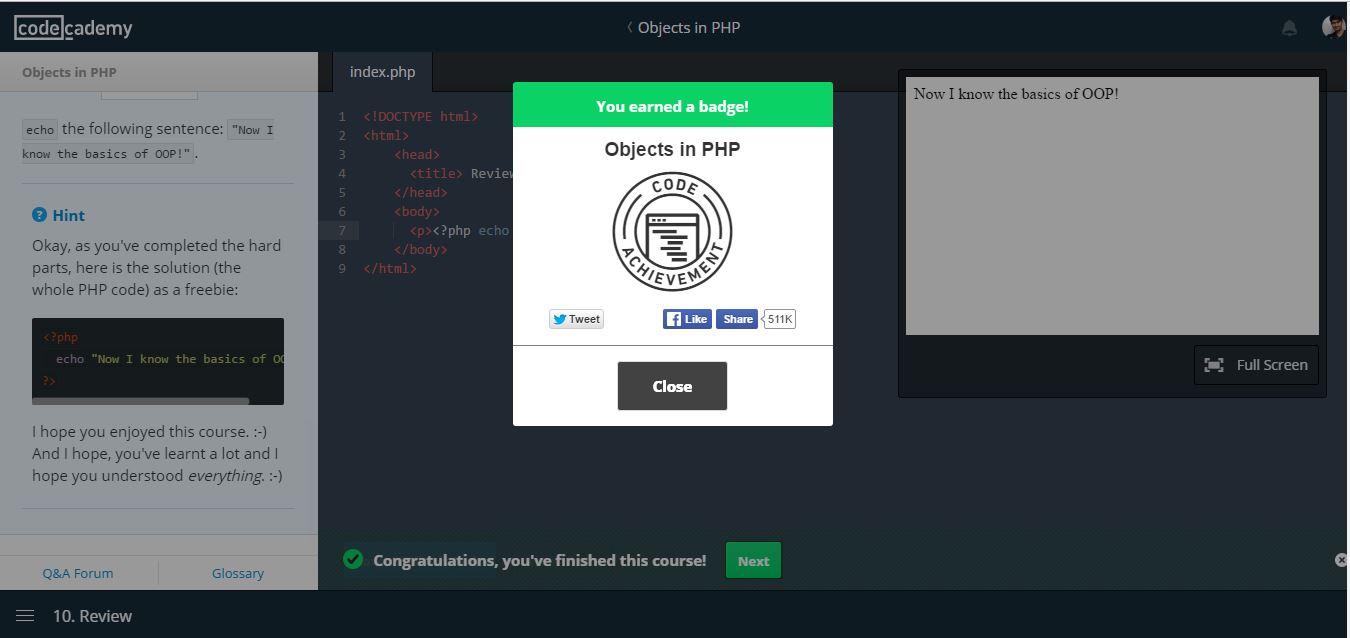 codecademy
Objects in PHP
Objects in PHP
echo the following sentence: "Now I
know the basics of OOP!".
Hint
Okay, as you've completed the hard
parts, here is the solution (the
whole PHP code) as a freebie:
<?php
echo "Now I know the basics of OO
?>
I hope you enjoyed this course. :-)
And I hope, you've learnt a lot and I
hope you understood everything. :-)
Q&A Forum
Glossary
10. Review
index.php
1 <!DOCTYPE html>
2 <html>
3 <head>
4 <title> Review
5 </head>
6 <body>
7 <p><?php echo
8 </body>
9 </html>
You earned a badge!
Objects in PHP
CODE
ACHIEVEMENT
Tweet
Like
Share
511K
Close
Now I know the basics of OOP!
Full Screen
Congratulations, you've finished this course!
Next